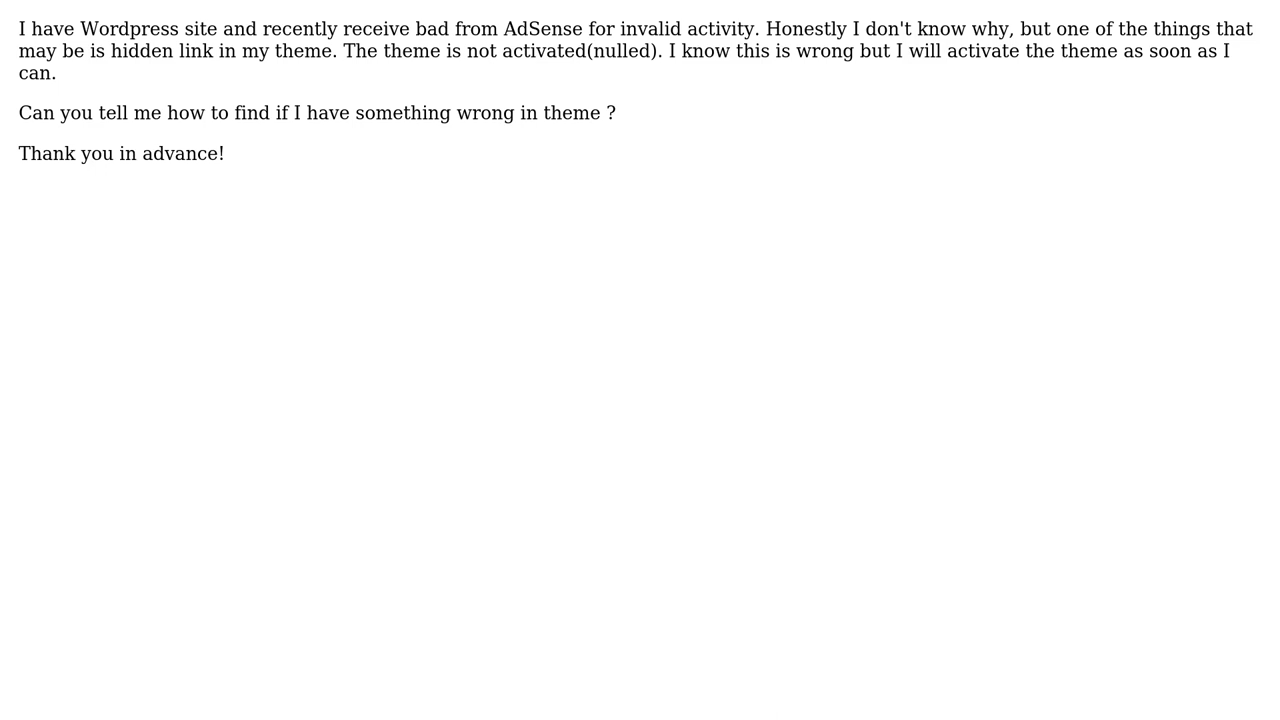 I have Wordpress site and recently receive bad from AdSense for invalid activity. Honestly I don't know why, but one of the things that
may be is hidden link in my theme. The theme is not activated(nulled). I know this is wrong but I will activate the theme as soon as I
can.
Can you tell me how to find if I have something wrong in theme ?
Thank you in advance!